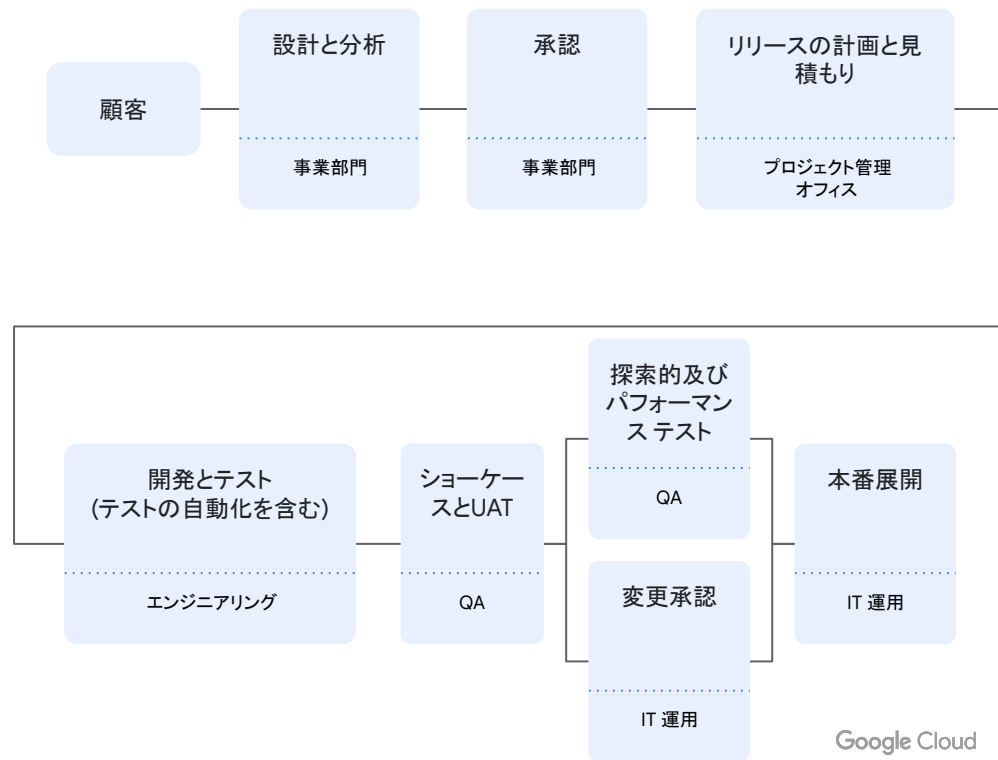 顧客
設計と分析
事業部門
承認
事業部門
リリースの計画と見
積もり
プロジェクト管理
オフィス
開発とテスト
(テストの自動化を含む)
エンジニアリング
ショーケー
スとUAT
QA
探索的及び
パフォーマン
ス テスト
QA
変更承認
IT 運用
本番展開
IT 運用
Google Cloud